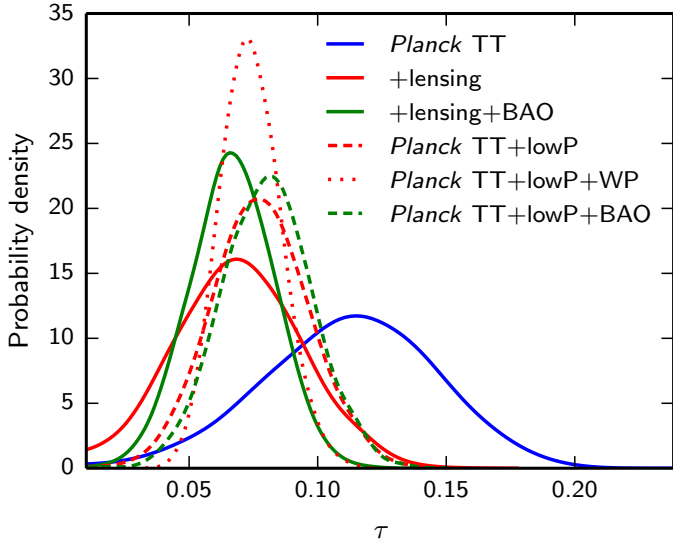 35
30
25
20
15
10
5
0
Probability density
Planck TT
+lensing
+lensing+BAO
Planck TT+lowP
Planck TT+lowP+WP
Planck TT+lowP+BAO
0.05 0.10 0.15 0.20
τ